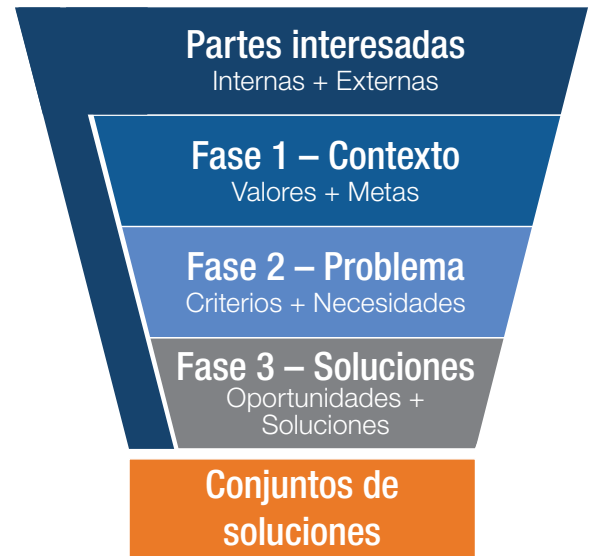 Partes interesadas
Internas + Externas
Fase 1 – Contexto
Valores + Metas
Fase 2 – Problema
Criterios + Necesidades
Fase 3 – Soluciones
Oportunidades +
Soluciones
Conjuntos de
soluciones